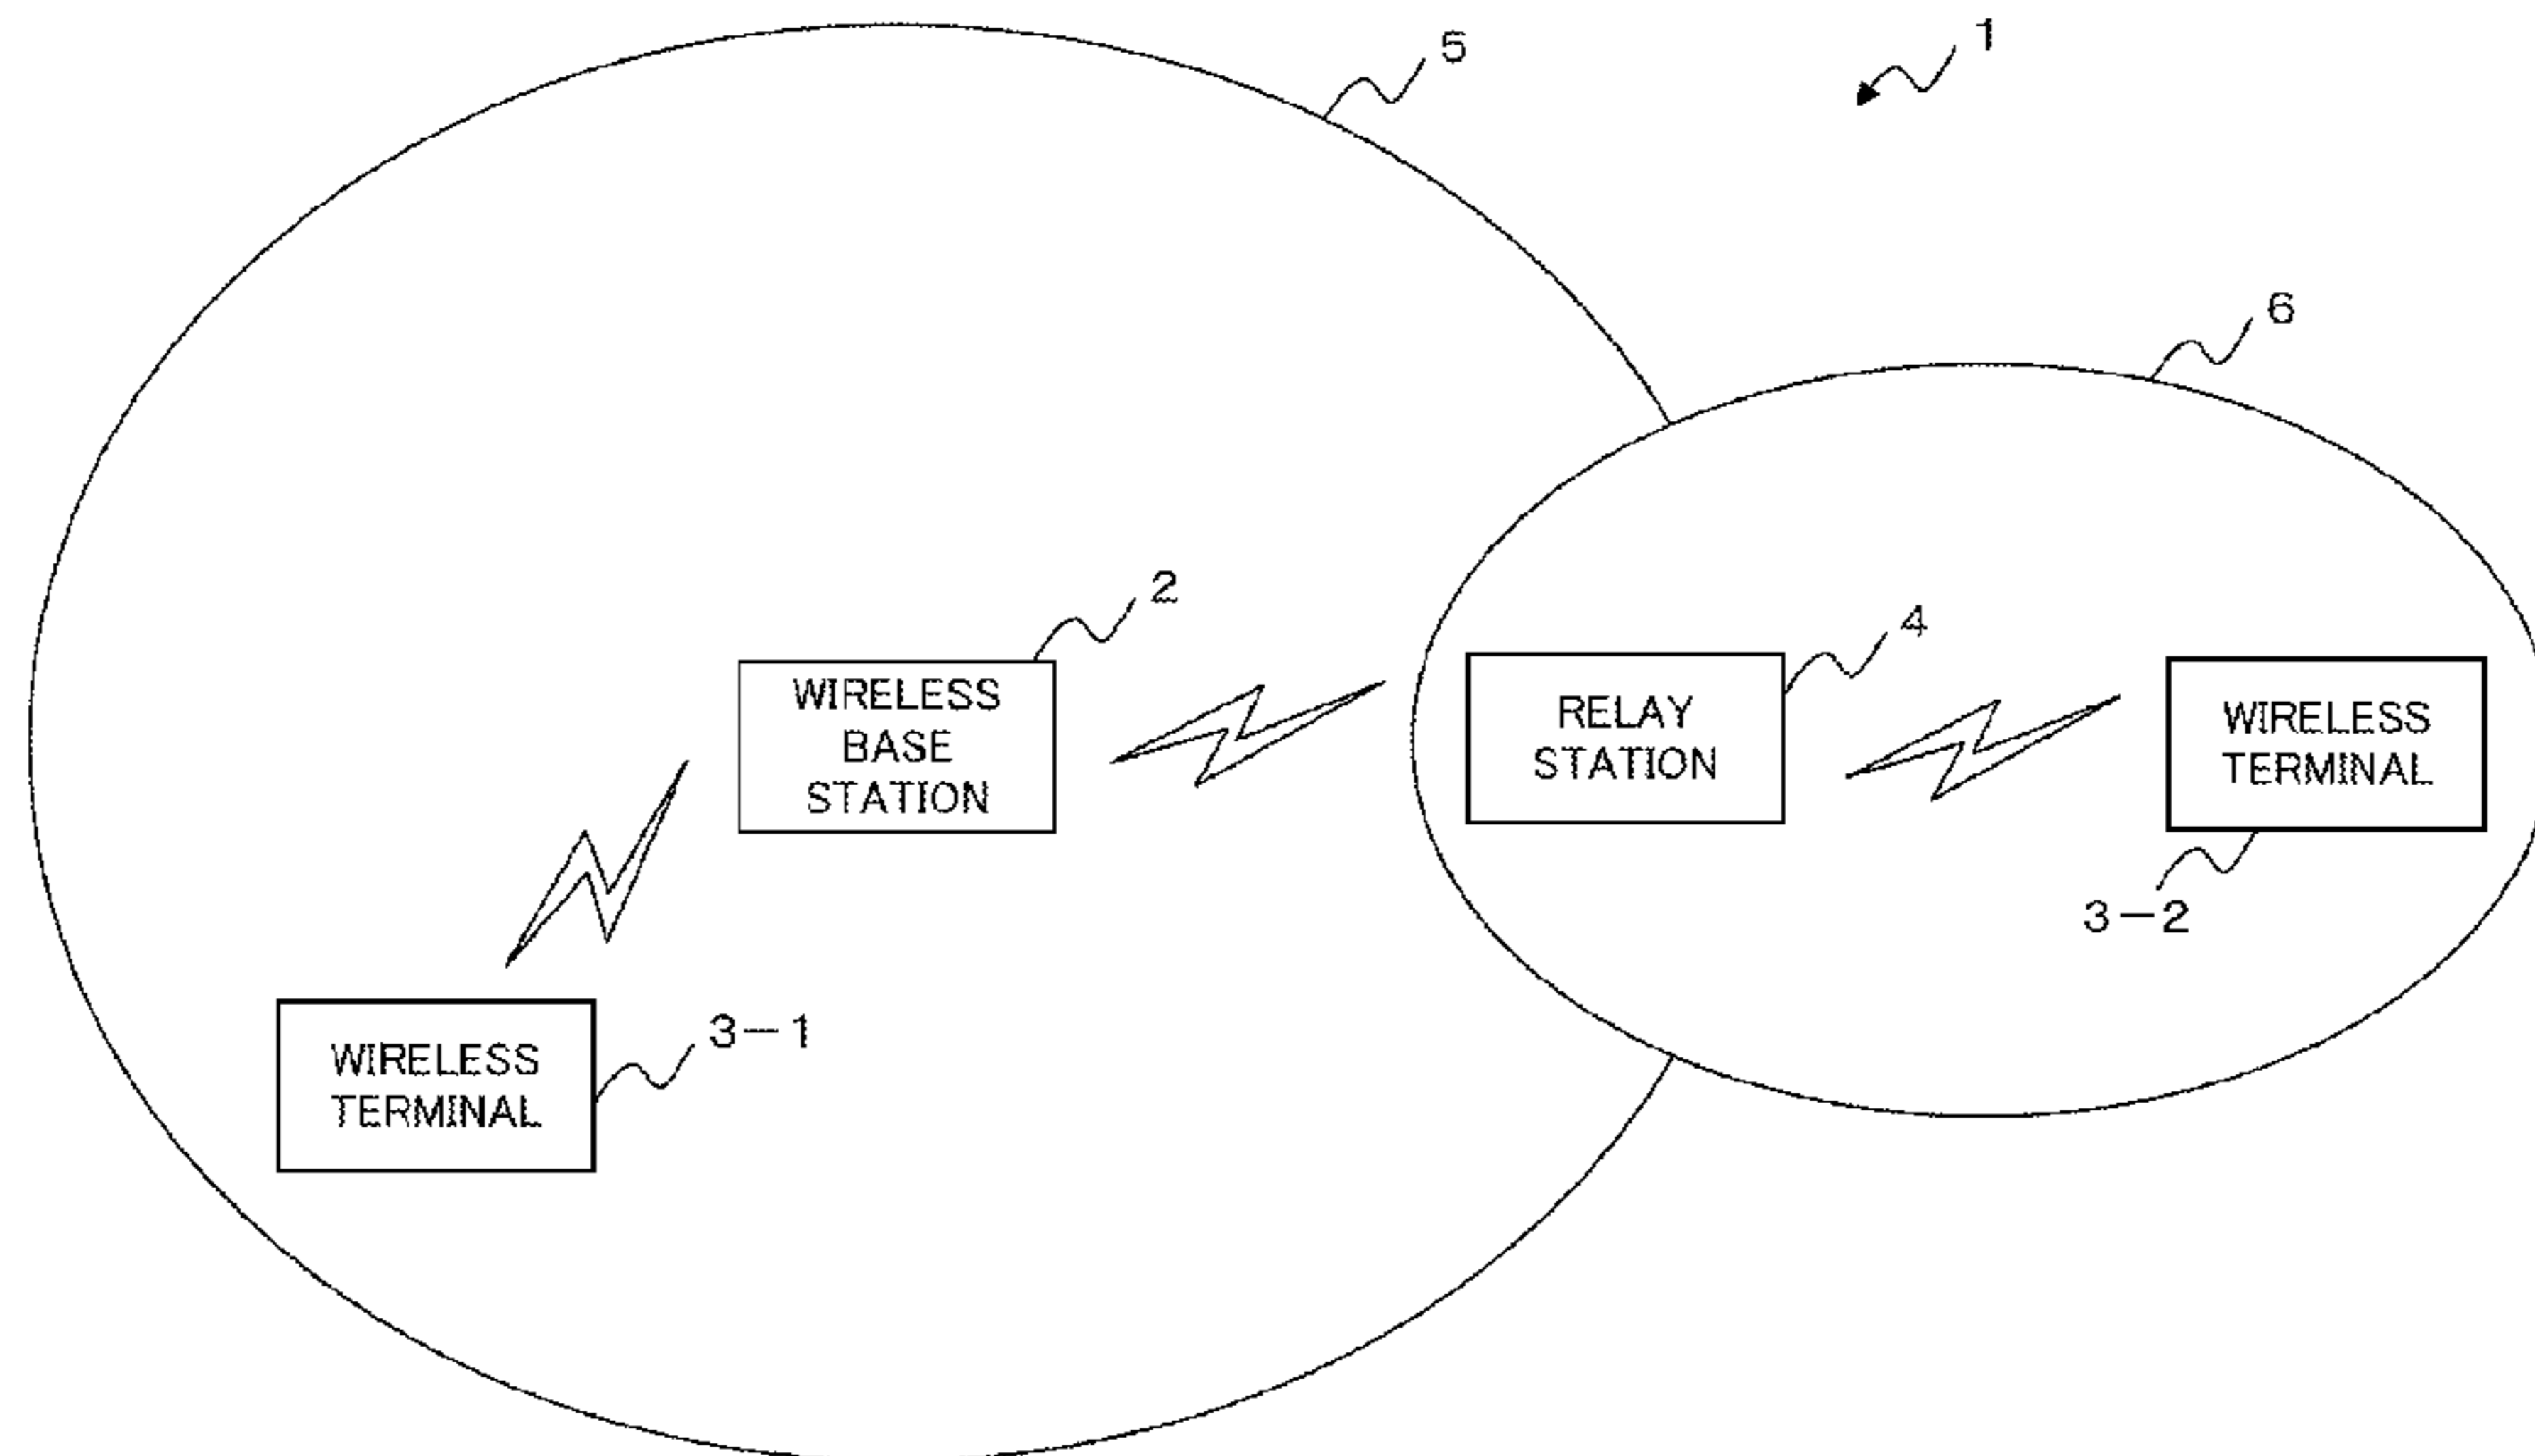 5
1
6
2
WIRELESS
BASE
STATION
4
RELAY
STATION
WIRELESS
TERMINAL
3-2
3-1
WIRELESS
TERMINAL